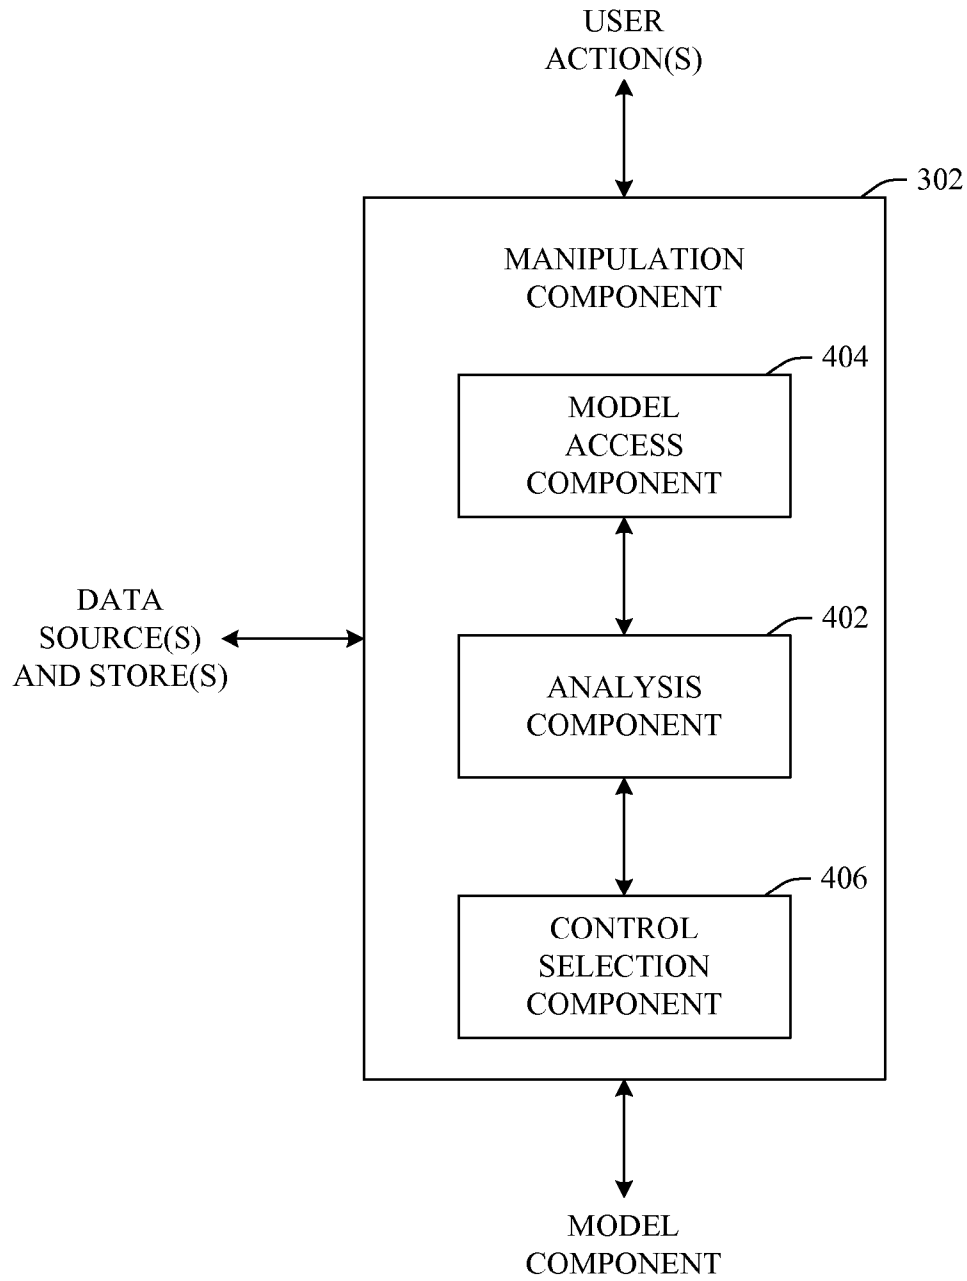 USER
ACTION(S)
302
MANIPULATION
COMPONENT
404
MODEL
ACCESS
COMPONENT
DATA
SOURCE(S)
AND STORE(S)
402
ANALYSIS
COMPONENT
406
CONTROL
SELECTION
COMPONENT
MODEL
COMPONENT